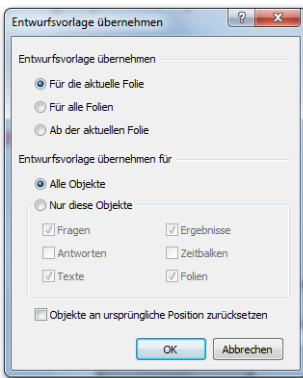 Entwurfsvorlage übernehmen
Entwurfsvorlage übernehmen
Für die aktuelle Folie
Für alle Folien
Ab der aktuellen Folie
Entwurfsvorlage übernehmen für
Alle Objekte
Nur diese Objekte
Fragen Ergebnisse
Antworten Zeitbalken
Texte Folien
Objekte an ursprüngliche Position zurücksetzen
OK Abbrechen